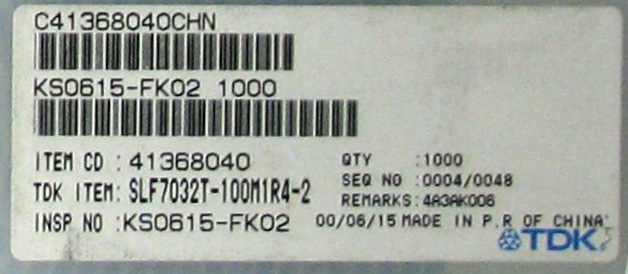 C41368040CHN
KS0615-FK02 1000
ITEM CD : 41368040
QTY :1000
TDK ITEM: SLF7032T-100M1R4-2
SEQ NO :0004/0048
REMARKS:4A3AK006
INSP NO :KS0615-FK02 00/06/15 MADE IN P.R OF CHINA
TDK